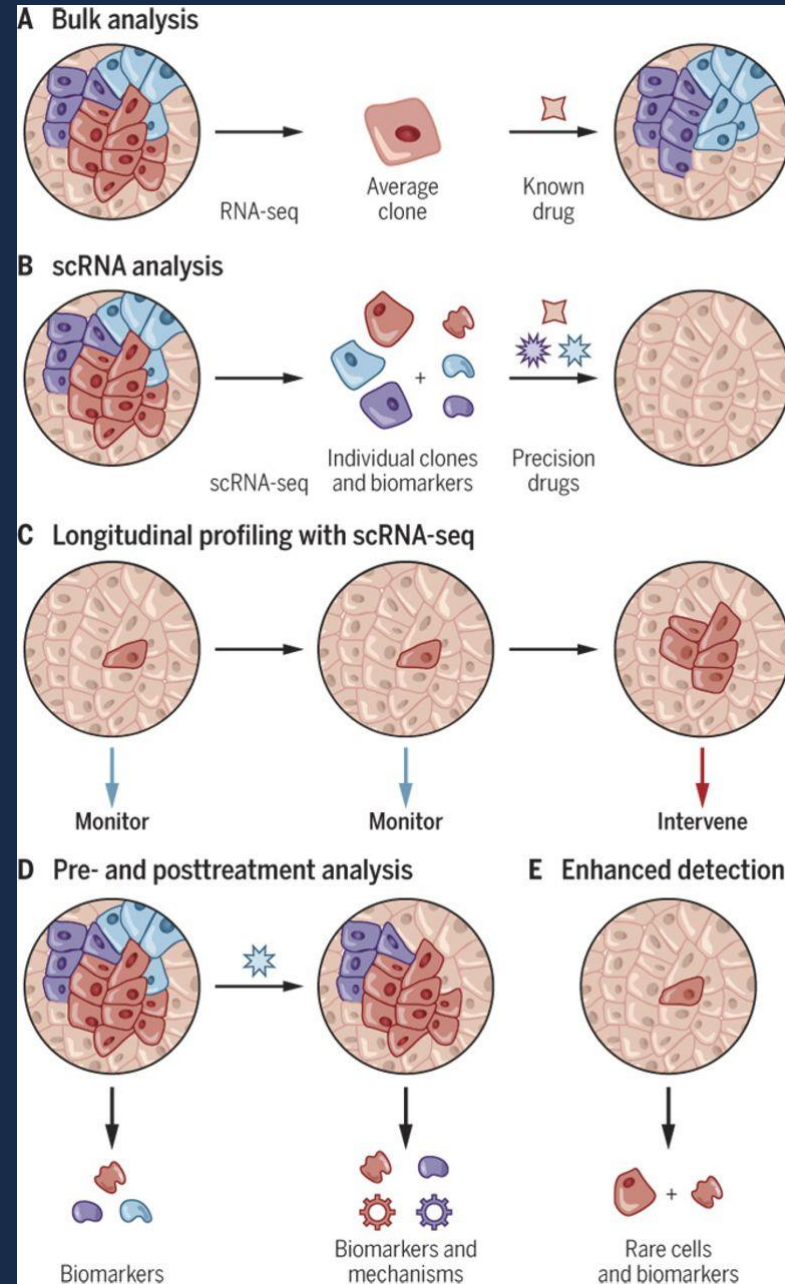 A Bulk analysis
RNA-seq
Average
clone
Known
drug
B scRNA analysis
scRNA-seq
Individual clones
and biomarkers
+
Precision
drugs
C Longitudinal profiling with scRNA-seq
Monitor
Monitor
Intervene
D Pre- and posttreatment analysis
Biomarkers
Biomarkers and
mechanisms
E Enhanced detection
+
Rare cells
and biomarkers